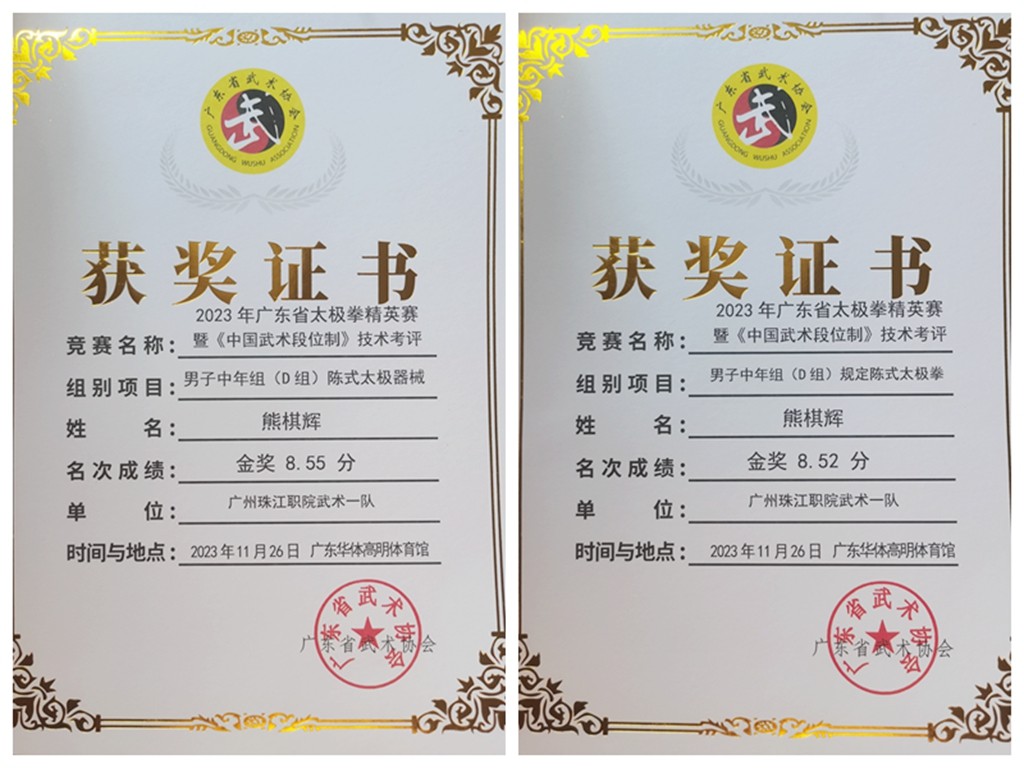 广东省武术协会
GUANGDONG WUSHU ASSOCIATION
武
获奖证书
2023年广东省太极拳精英赛
竞赛名称：暨《中国武术段位制》技术考评
组别项目：男子中年组（D组）陈式太极器械
姓名：熊棋辉
名次成绩：金奖 8.55 分
单位：广州珠江职院武术一队
时间与地点：2023年11月26日 广东华体高明体育馆
广东省武术协会
广东省武术协会
广东省武术协会
GUANGDONG WUSHU ASSOCIATION
武
获奖证书
2023年广东省太极拳精英赛
竞赛名称：暨《中国武术段位制》技术考评
组别项目：男子中年组（D组）规定陈式太极拳
姓名：熊棋辉
名次成绩：金奖 8.52 分
单位：广州珠江职院武术一队
时间与地点：2023年11月26日 广东华体高明体育馆
广东省武术协会
广东省武术协会